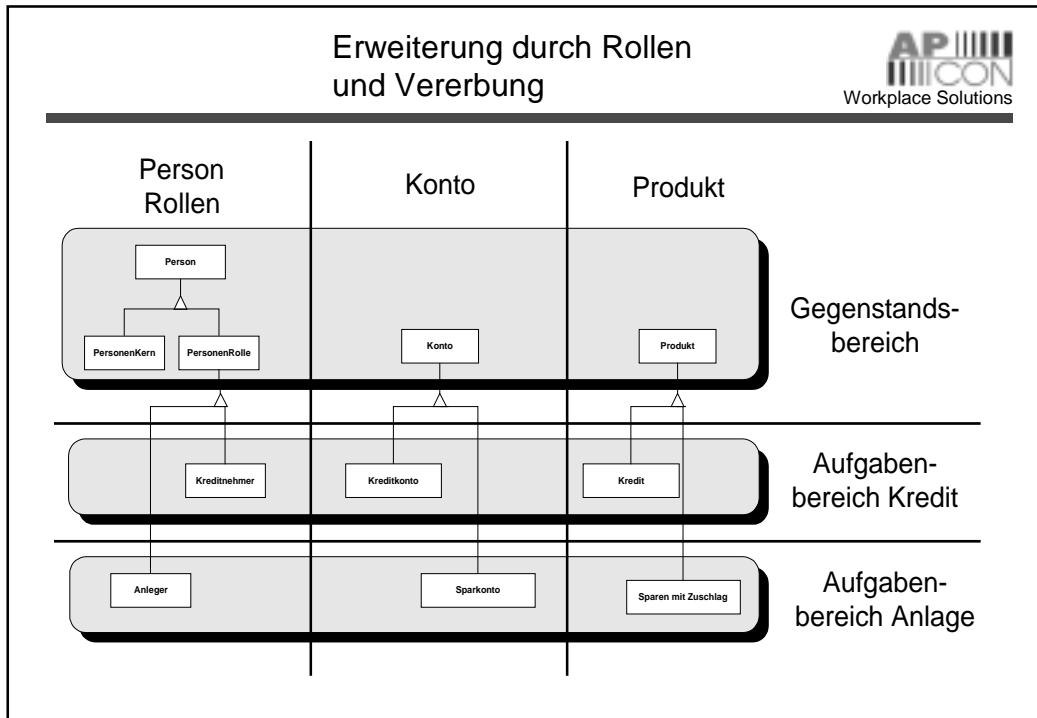 Erweiterung durch Rollen
und Vererbung
AP
CON
Workplace Solutions
Person
Rollen
Konto
Produkt
Person
PersonenKern
PersonenRolle
Konto
Produkt
Gegenstands-
bereich
Kreditnehmer
Kreditkonto
Kredit
Aufgaben-
bereich Kredit
Anleger
Sparkonto
Sparen mit Zuschlag
Aufgaben-
bereich Anlage